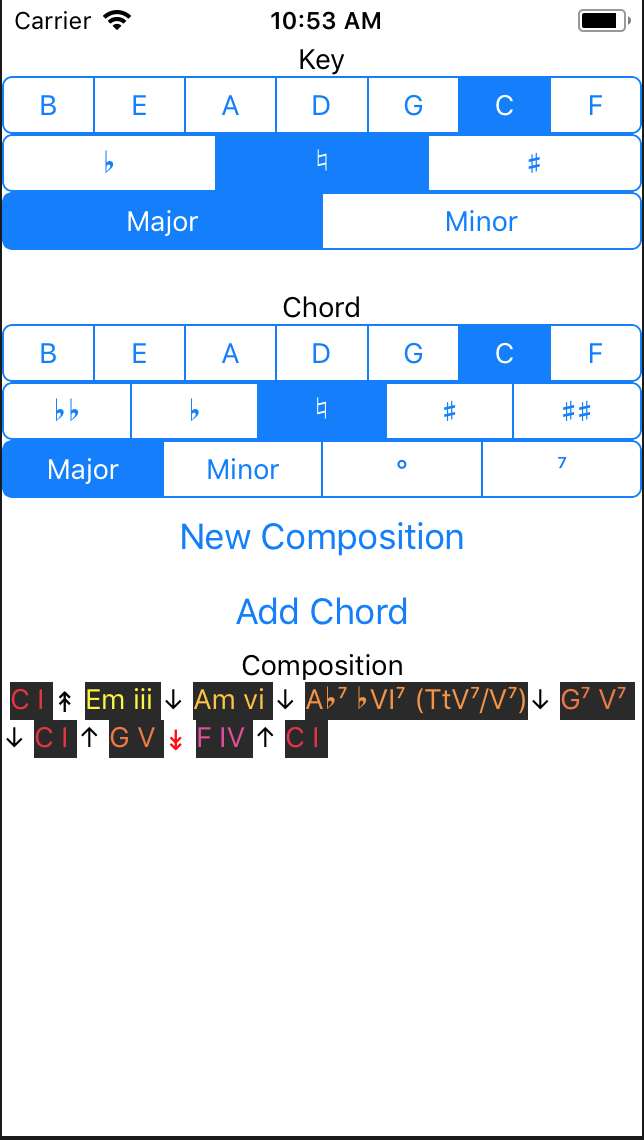 Carrier 10:53 AM
Key
B E A D G C F
♭ ♮ ♯
Major Minor
Chord
B E A D G C F
♭♭ ♭ ♮ ♯ ♯♯
Major Minor ° ⁷
New Composition
Add Chord
Composition
C I ↟ Em iii ↓ Am vi ↓ A♭⁷ ♭VI⁷ (TtV⁷/V⁷) ↓ G⁷ V⁷
↓ C I ↑ G V ↡ F IV ↑ C I